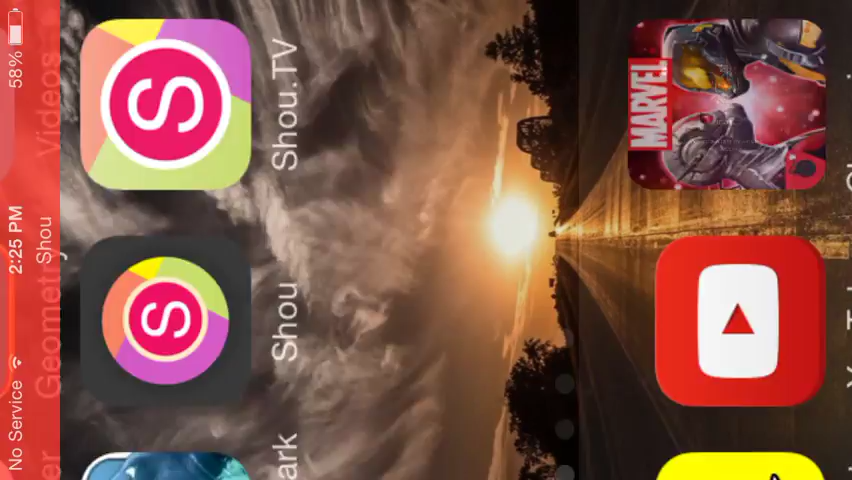 No Service 2:25 PM 58%
Shou
Geometry Videos
Shou Shou.TV
MARVEL